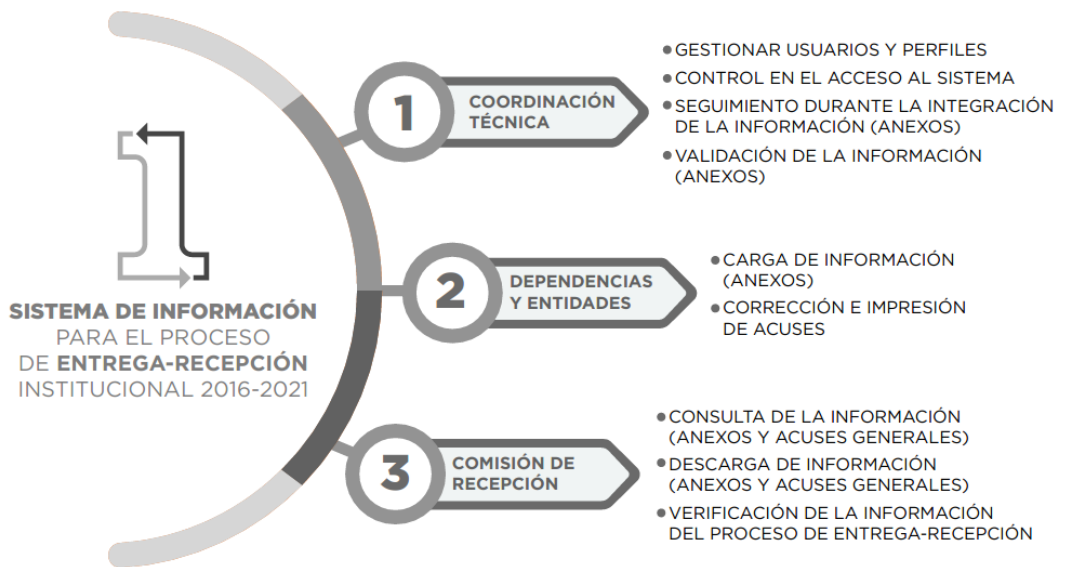 SISTEMA DE INFORMACIÓN
PARA EL PROCESO
DE ENTREGA-RECEPCIÓN
INSTITUCIONAL 2016-2021
1
COORDINACIÓN
TÉCNICA
• GESTIONAR USUARIOS Y PERFILES
• CONTROL EN EL ACCESO AL SISTEMA
• SEGUIMIENTO DURANTE LA INTEGRACIÓN
DE LA INFORMACIÓN (ANEXOS)
• VALIDACIÓN DE LA INFORMACIÓN
(ANEXOS)
2
DEPENDENCIAS
Y ENTIDADES
• CARGA DE INFORMACIÓN
(ANEXOS)
• CORRECCIÓN E IMPRESIÓN
DE ACUSES
3
COMISIÓN DE
RECEPCIÓN
• CONSULTA DE LA INFORMACIÓN
(ANEXOS Y ACUSES GENERALES)
• DESCARGA DE INFORMACIÓN
(ANEXOS Y ACUSES GENERALES)
• VERIFICACIÓN DE LA INFORMACIÓN
DEL PROCESO DE ENTREGA-RECEPCIÓN